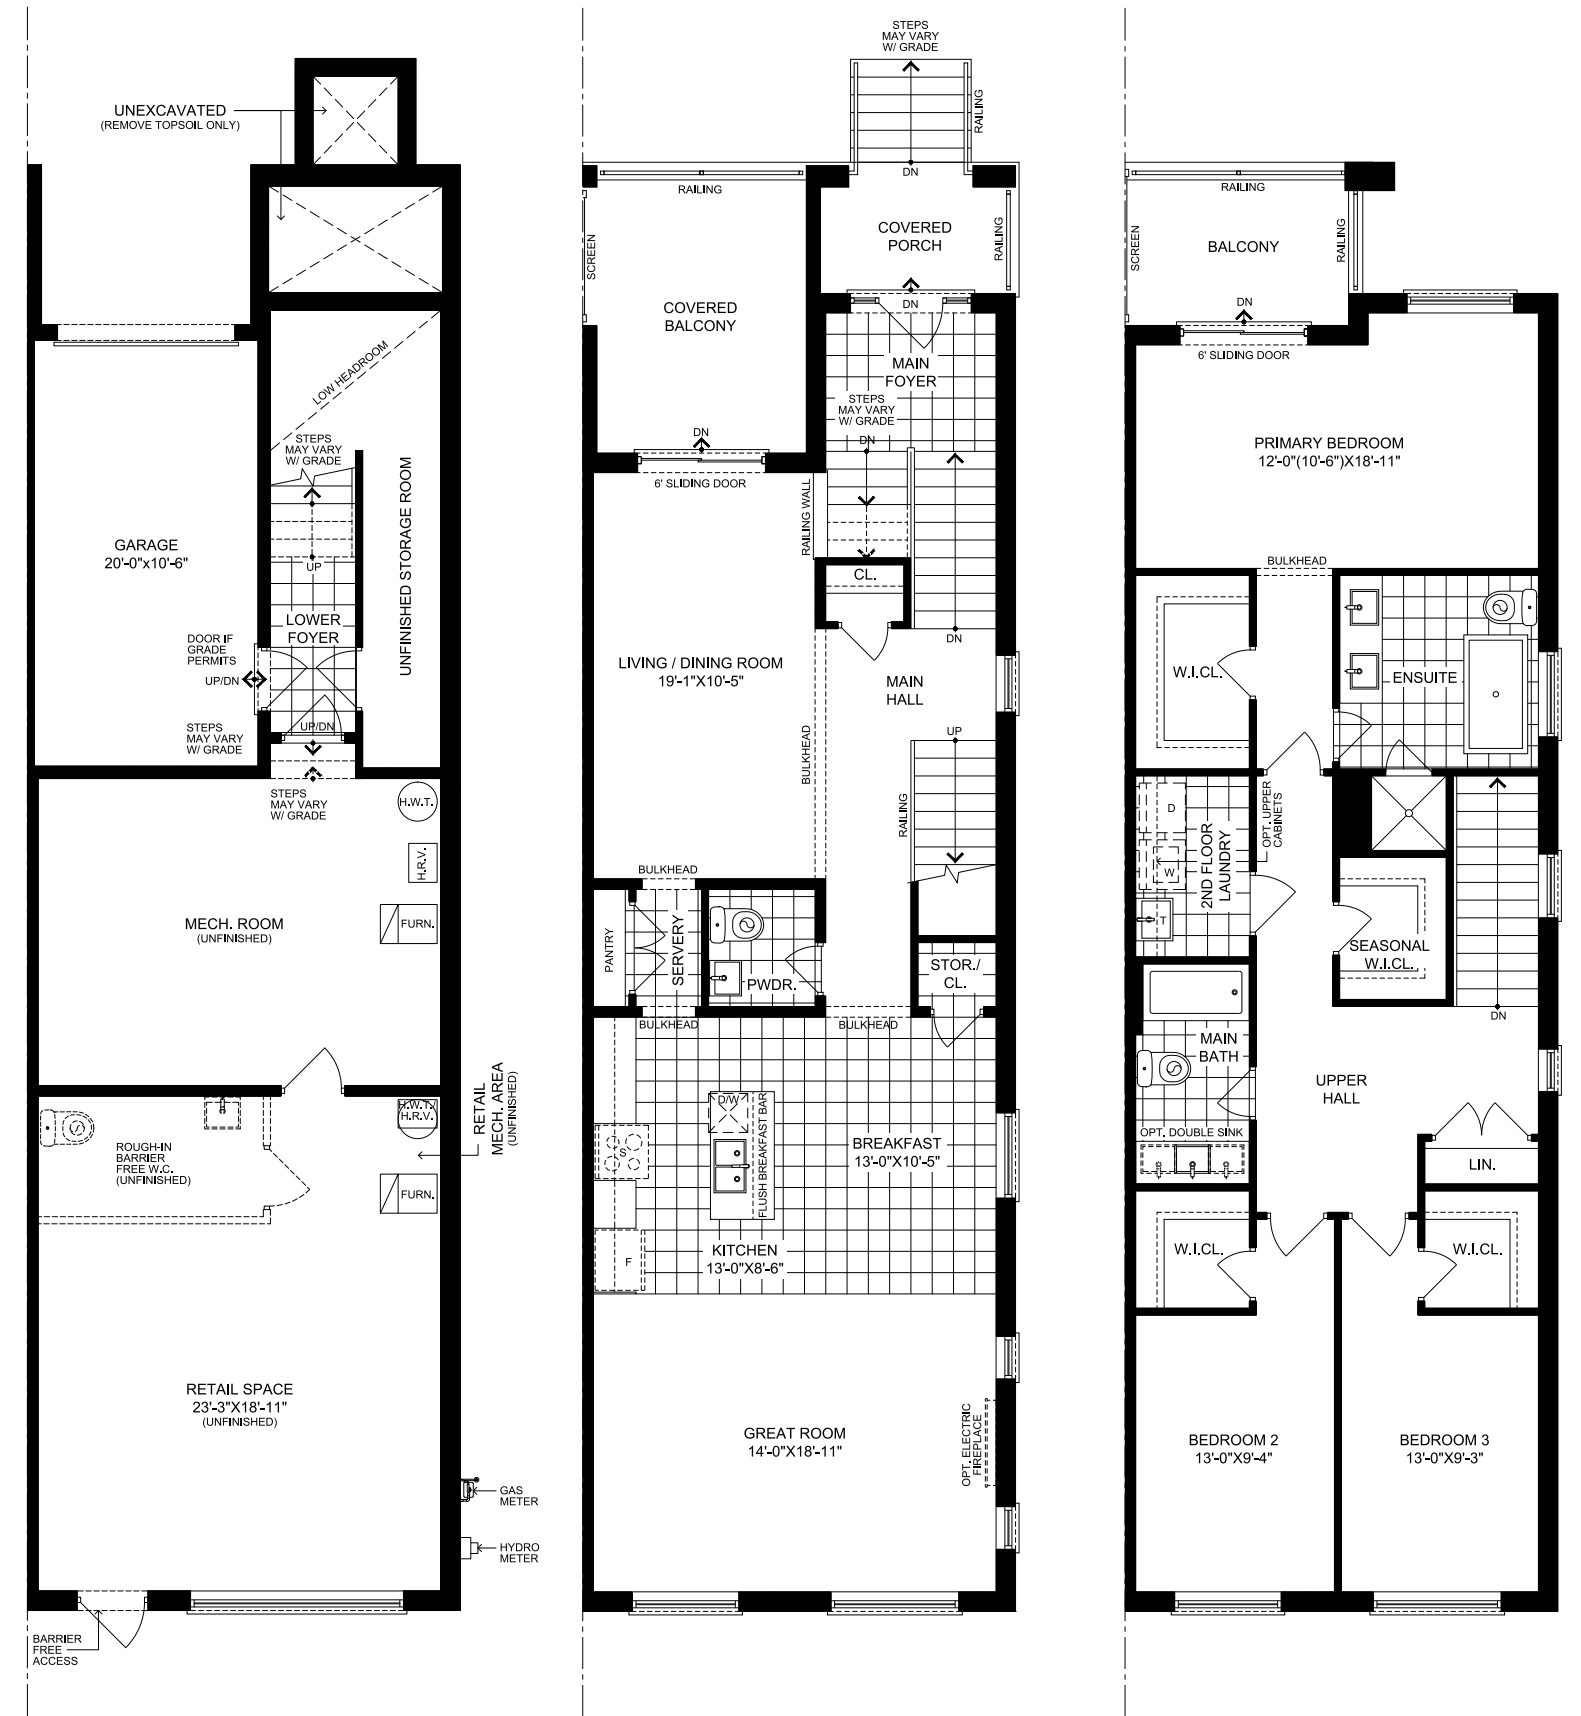 UNEXCAVATED
(REMOVE TOPSOIL ONLY)
LOW HEADROOM
STEPS
MAY VARY
W/ GRADE
UNFINISHED STORAGE ROOM
GARAGE
20'-0"x10'-6"
UP
LOWER
FOYER
DOOR IF
GRADE
PERMITS
UP/DN
STEPS
MAY VARY
W/ GRADE
UP/DN
STEPS
MAY VARY
W/ GRADE
H.W.T.
H.R.V.
FURN.
MECH. ROOM
(UNFINISHED)
H.W.T.
H.R.V.
RETAIL
MECH. AREA
(UNFINISHED)
ROUGH-IN
BARRIER
FREE W.C.
(UNFINISHED)
FURN.
RETAIL SPACE
23'-3"X18'-11"
(UNFINISHED)
GAS
METER
HYDRO
METER
BARRIER
FREE
ACCESS
STEPS
MAY VARY
W/ GRADE
RAILING
DN
RAILING
SCREEN
COVERED
PORCH
RAILING
DN
COVERED
BALCONY
MAIN
FOYER
STEPS
MAY VARY
W/ GRADE
DN
DN
6' SLIDING DOOR
RAILING WALL
CL.
DN
LIVING / DINING ROOM
19'-1"X10'-5"
MAIN
HALL
UP
BULKHEAD
RAILING
BULKHEAD
PANTRY
SERVERY
PWDR.
STOR./
CL.
BULKHEAD
BULKHEAD
D/W
S
FLUSH BREAKFAST BAR
BREAKFAST
13'-0"X10'-5"
KITCHEN
13'-0"X8'-6"
F
GREAT ROOM
14'-0"X18'-11"
OPT. ELECTRIC
FIREPLACE
RAILING
SCREEN
BALCONY
RAILING
DN
6' SLIDING DOOR
PRIMARY BEDROOM
12'-0"(10'-6")X18'-11"
BULKHEAD
W.I.CL.
ENSUITE
D
W
T
2ND FLOOR
LAUNDRY
OPT. UPPER
CABINETS
SEASONAL
W.I.CL.
DN
MAIN
BATH
UPPER
HALL
OPT. DOUBLE SINK
LIN.
W.I.CL.
W.I.CL.
BEDROOM 2
13'-0"X9'-4"
BEDROOM 3
13'-0"X9'-3"